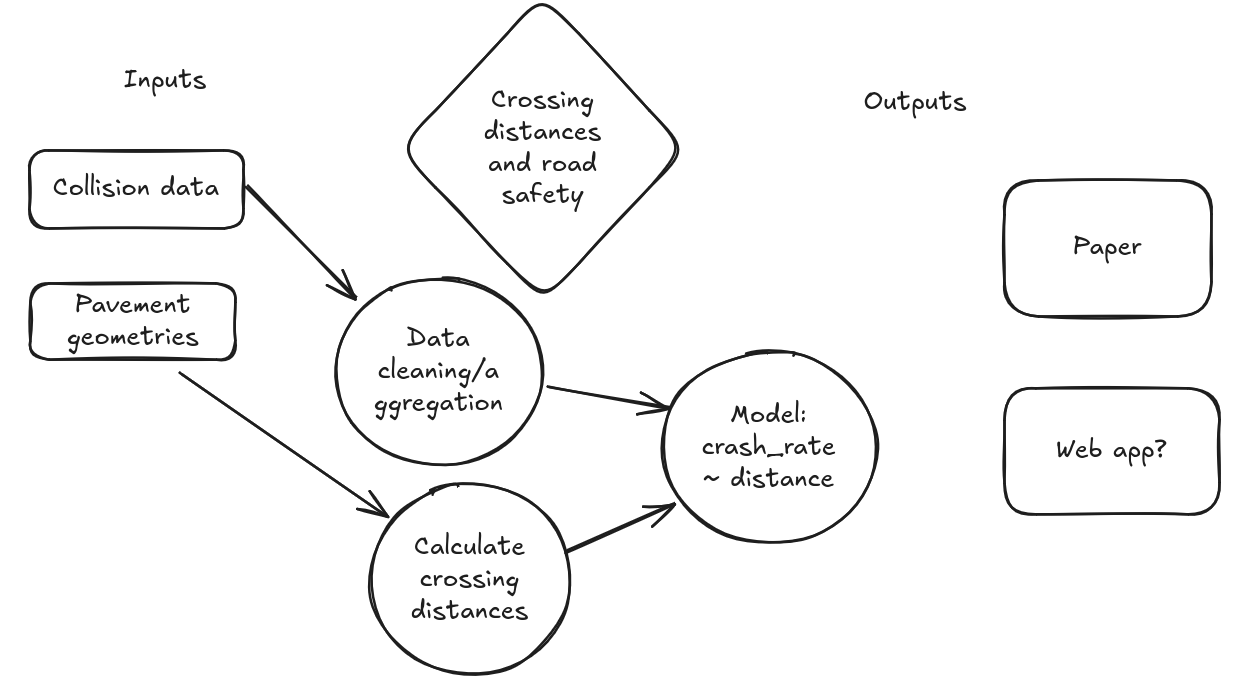 Inputs
Crossing
distances
and road
safety
Outputs
Collision data
Pavement
geometries
Paper
Data
cleaning/a
ggregation
Model:
crash_rate
~ distance
Web app?
Calculate
crossing
distances